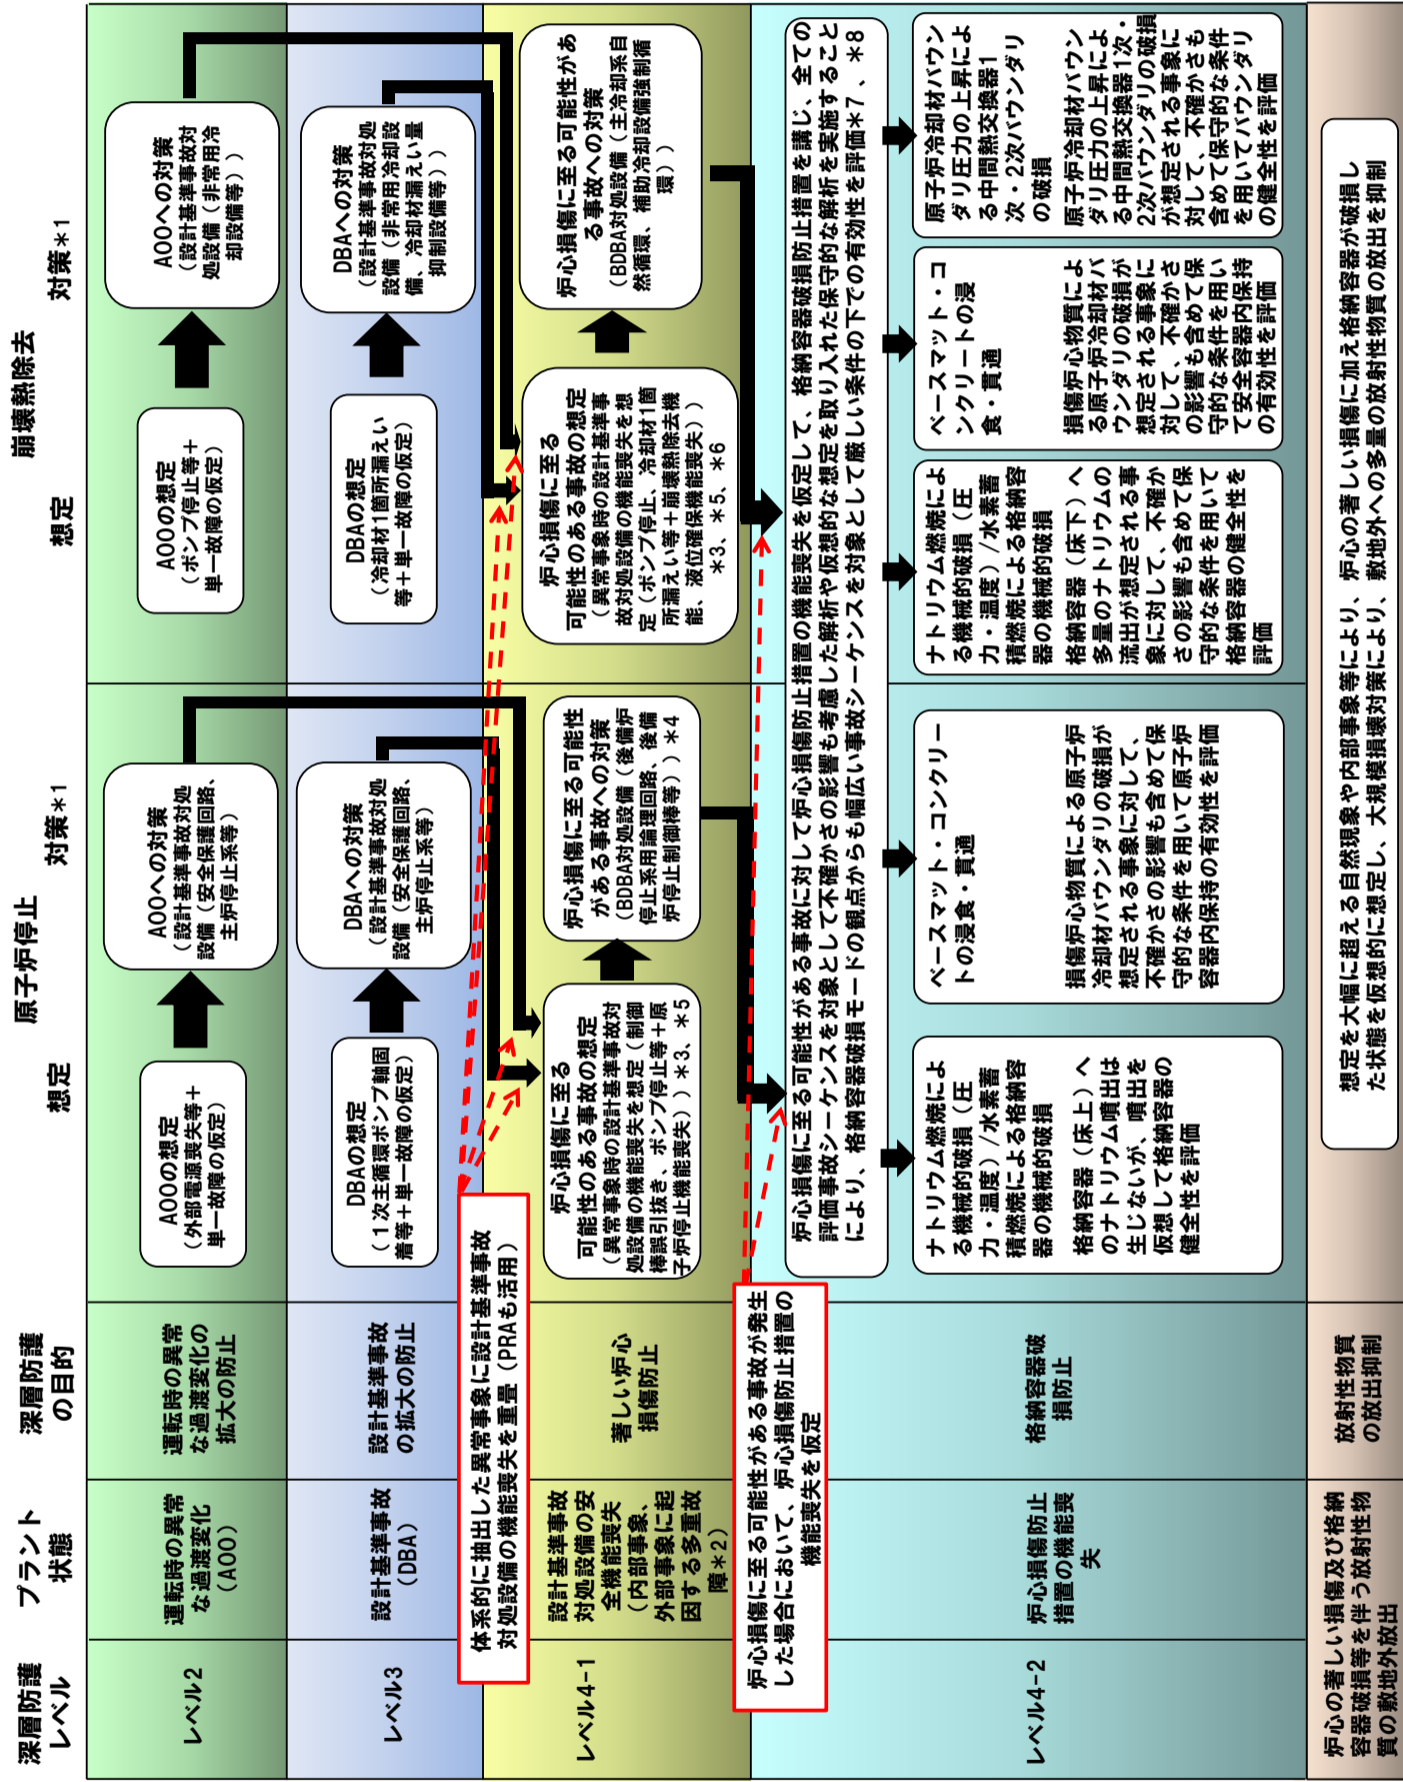 深層防護
レベル
プラント
状態
深層防護
の目的
原子炉停止
想定
対策*1
崩壊熱除去
想定
対策*1
レベル2
運転時の異常
な過渡変化
(AOO)
運転時の異常
な過渡変化の
拡大の防止
AOOの想定
(外部電源喪失等+
単一故障の仮定)
AOOへの対策
(設計基準事故対処
設備(安全保護回路、
主炉停止系等)
AOOの想定
(ポンプ停止等+
単一故障の仮定)
AOOへの対策
(設計基準事故対
処設備(非常用冷
却設備等))
レベル3
設計基準事故
(DBA)
設計基準事故
の拡大の防止
DBAの想定
(1次主循環ポンプ軸固
着等+単一故障の仮定)
DBAへの対策
(設計基準事故対処
設備(安全保護回路、
主炉停止系等)
DBAの想定
(冷却材1箇所漏えい
等+単一故障の仮定)
DBAへの対策
(設計基準事故対処
設備(非常用冷却設
備、冷却材漏えい量
抑制設備等))
体系的に抽出した異常事象に設計基準事故
対処設備の機能喪失を重畳(PRAも活用)
レベル4-1
設計基準事故
対処設備の安
全機能喪失
(内部事象、
外部事象に起
因する多重故
障*2)
著しい炉心
損傷防止
炉心損傷に至る
可能性のある事故の想定
(異常事象時の設計基準事故対
処設備の機能喪失を想定(制御
棒誤引抜き、ポンプ停止等+原
子炉停止機能喪失))*3、*5
炉心損傷に至る可能性
がある事故への対策
(BDBA対処設備(後備炉
停止系用論理回路、後備
炉停止制御棒等))*4
炉心損傷に至る
可能性のある事故の想定
(異常事象時の設計基準事
故対処設備の機能喪失を想
定(ポンプ停止、冷却材1箇
所漏えい等+崩壊熱除去機
能、液位確保機能喪失))
*3、*5、*6
炉心損傷に至る可能性があ
る事故への対策
(BDBA対処設備(主冷却系自
然循環、補助冷却設備強制循
環))
炉心損傷に至る可能性がある事故が発生
した場合において、炉心損傷防止措置の
機能喪失を仮定
レベル4-2
炉心損傷防止
措置の機能喪
失
格納容器破
損防止
炉心損傷に至る可能性がある事故に対して炉心損傷防止措置の機能喪失を仮定して、格納容器破損防止措置を講じ、全ての
評価事故シーケンスを対象として不確かさの影響も考慮した解析や仮想的な想定を取り入れた保守的な解析を実施すること
により、格納容器破損モードの観点からも幅広い事故シーケンスを対象として厳しい条件の下での有効性を評価*7、*8
ナトリウム燃焼によ
る機械的破損(圧
力・温度)/水素蓄
積燃焼による格納容
器の機械的破損
格納容器(床上)へ
のナトリウム噴出は
生じないが、噴出を
仮想して格納容器の
健全性を評価
ベースマット・コンクリー
トの浸食・貫通
損傷炉心物質による原子炉
冷却材バウンダリの破損が
想定される事象に対して、
不確かさの影響も含めて保
守的な条件を用いて原子炉
容器内保持の有効性を評価
ナトリウム燃焼によ
る機械的破損(圧
力・温度)/水素蓄
積燃焼による格納容
器の機械的破損
格納容器(床下)へ
多量のナトリウムの
流出が想定される事
象に対して、不確か
さの影響も含めて保
守的な条件を用いて
格納容器の健全性を
評価
ベースマット・コ
ンクリートの浸
食・貫通
損傷炉心物質によ
る原子炉冷却材バ
ウンダリの破損が
想定される事象に
対して、不確かさ
の影響も含めて保
守的な条件を用い
て安全容器内保持
の有効性を評価
原子炉冷却材バウン
ダリ圧力の上昇によ
る中間熱交換器1
次・2次バウンダリ
の破損
原子炉冷却材バウン
ダリ圧力の上昇によ
る中間熱交換器1次・
2次バウンダリの破損
が想定される事象に
対して、不確かさも
含めて保守的な条件
を用いてバウンダリ
の健全性を評価
炉心の著しい損傷及び格納
容器破損等を伴う放射性物
質の敷地外放出
放射性物質
の放出抑制
想定を大幅に超える自然現象や内部事象等により、炉心の著しい損傷に加え格納容器が破損し
た状態を仮想的に想定し、大規模損壊対策により、敷地外への多量の放射性物質の放出を抑制